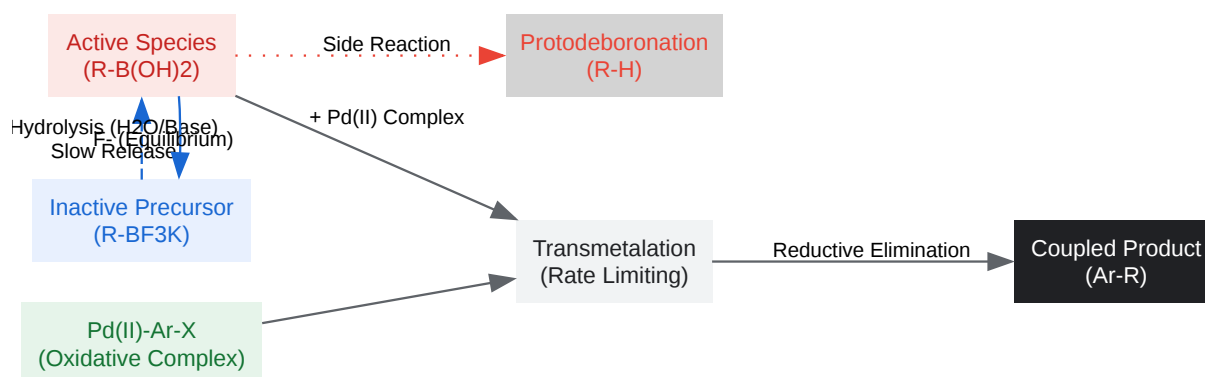 Active Species
(R-B(OH)2)
Side Reaction
Protodeboronation
(R-H)
+ Pd(II) Complex
Hydrolysis (H2O/Base)
Slow Release
F- (Equilibrium)
Inactive Precursor
(R-BF3K)
Transmetalation
(Rate Limiting)
Reductive Elimination
Coupled Product
(Ar-R)
Pd(II)-Ar-X
(Oxidative Complex)